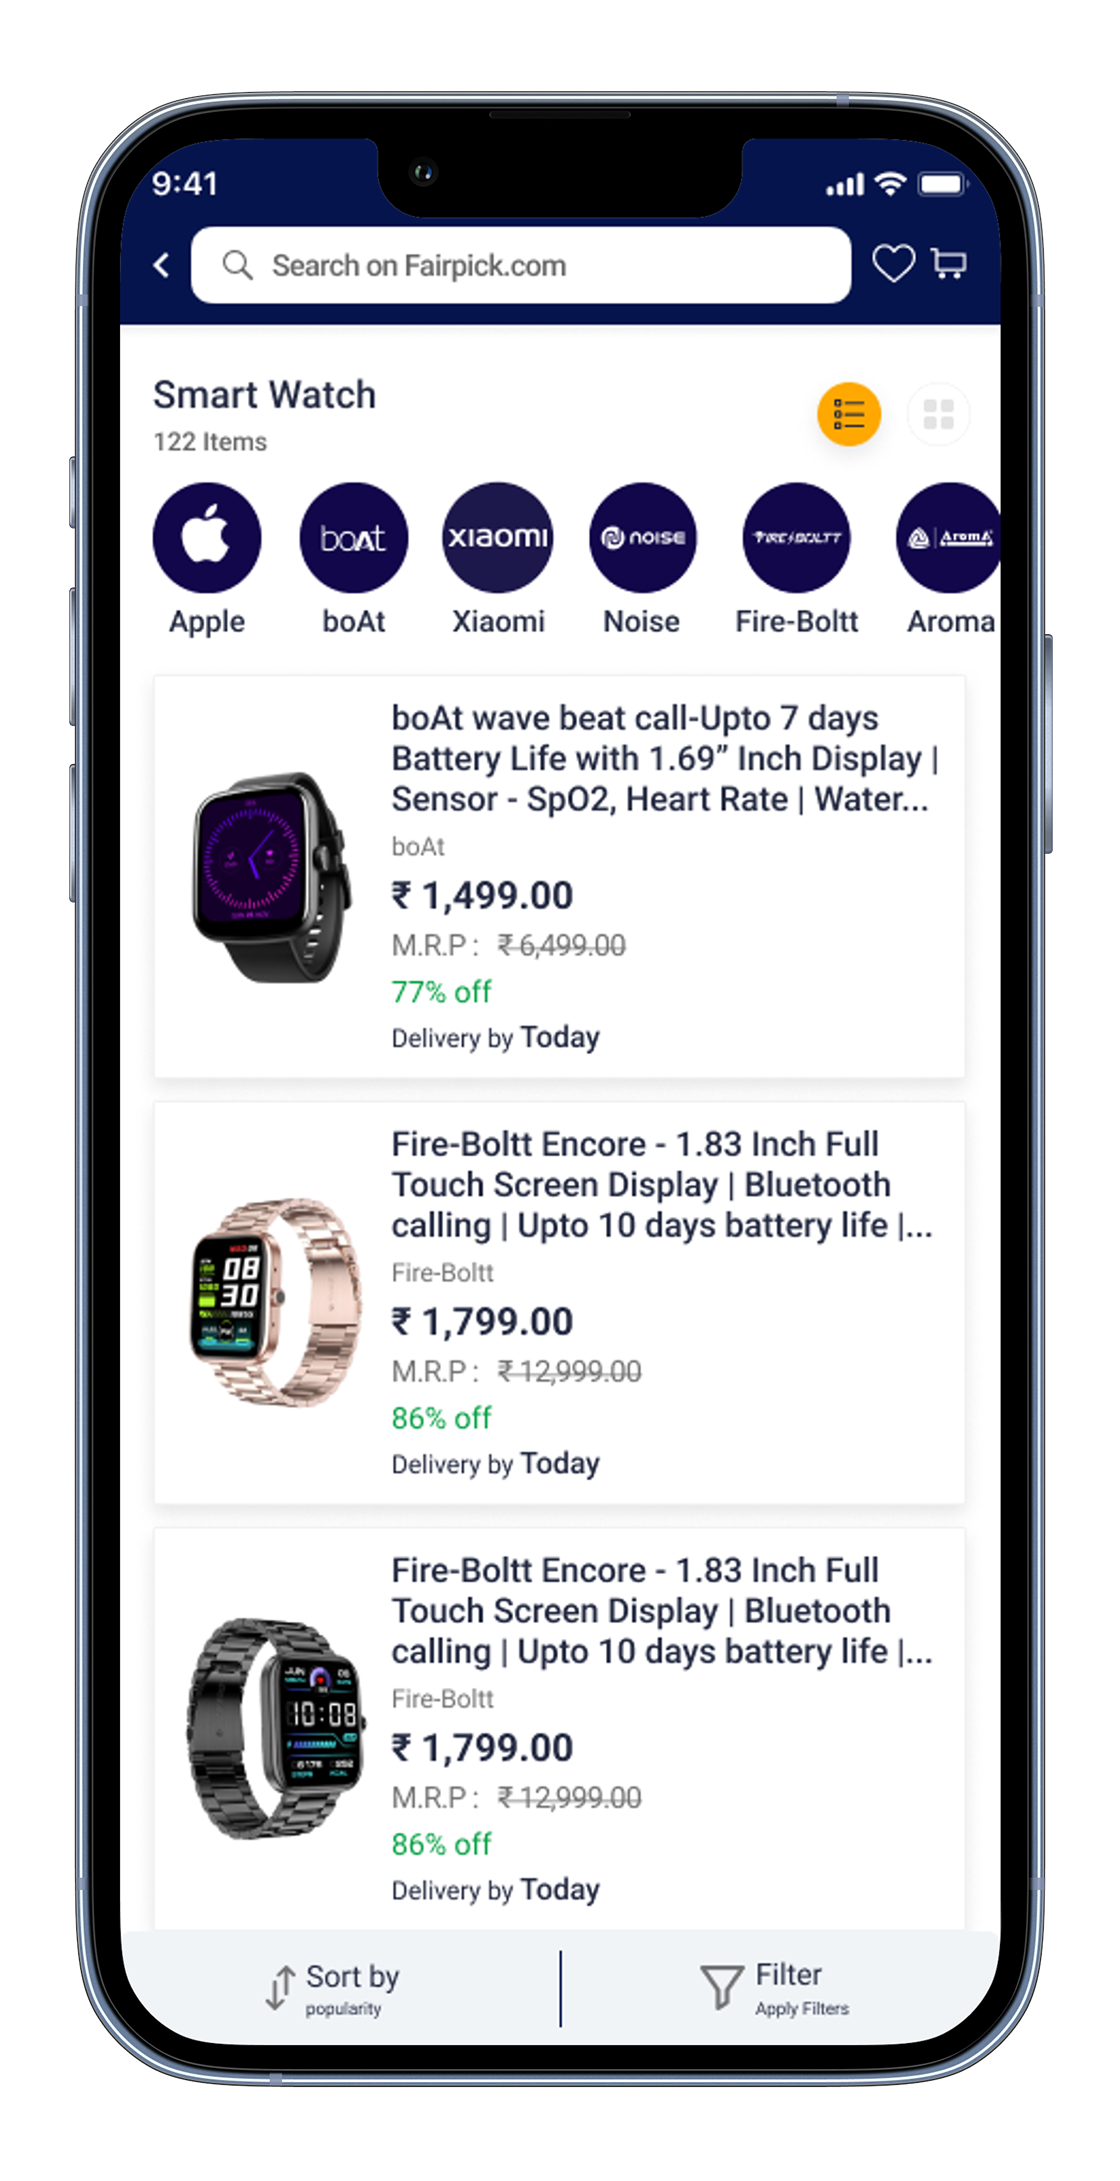 9:41
Search on Fairpick.com
Smart Watch
122 Items
boAt
XIAOMI
NOISE
FIRE-BOLTT
AromA
Apple
boAt
Xiaomi
Noise
Fire-Boltt
Aroma
boAt wave beat call-Upto 7 days
Battery Life with 1.69” Inch Display |
Sensor - SpO2, Heart Rate | Water...
boAt
₹ 1,499.00
M.R.P : ₹ 6,499.00
77% off
Delivery by Today
Fire-Boltt Encore - 1.83 Inch Full
Touch Screen Display | Bluetooth
calling | Upto 10 days battery life |...
08
30
Fire-Boltt
₹ 1,799.00
M.R.P : ₹ 12,999.00
86% off
Delivery by Today
Fire-Boltt Encore - 1.83 Inch Full
Touch Screen Display | Bluetooth
calling | Upto 10 days battery life |...
JUN
10:08
Fire-Boltt
₹ 1,799.00
M.R.P : ₹ 12,999.00
86% off
Delivery by Today
Sort by
popularity
Filter
Apply Filters